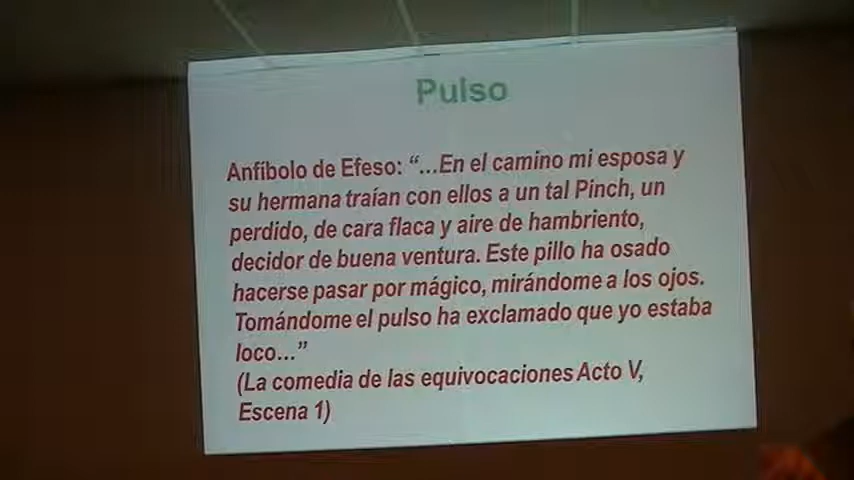 Pulso
Anfíbolo de Efeso: “...En el camino mi esposa y
su hermana traían con ellos a un tal Pinch, un
perdido, de cara flaca y aire de hambriento,
decidor de buena ventura. Este pillo ha osado
hacerse pasar por mágico, mirándome a los ojos.
Tomándome el pulso ha exclamado que yo estaba
loco...”
(La comedia de las equivocaciones Acto V,
Escena 1)